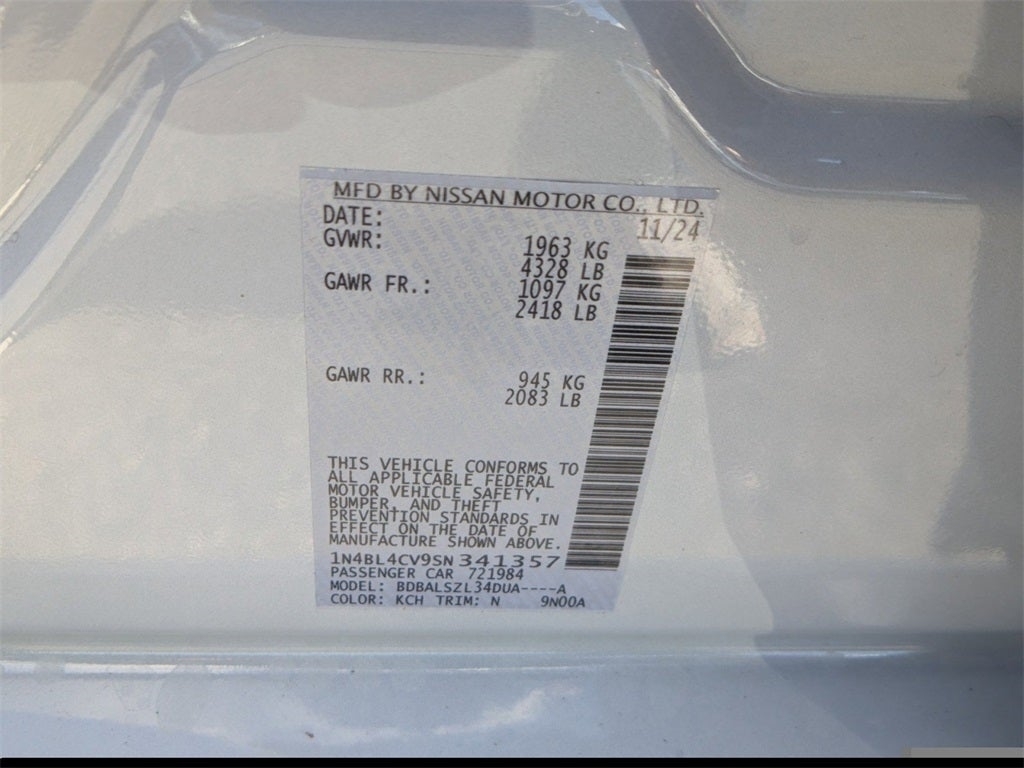 MFD BY NISSAN MOTOR CO., LTD.
DATE: 11/24
GVWR: 1963 KG
4328 LB
GAWR FR.: 1097 KG
2418 LB
GAWR RR.: 945 KG
2083 LB
THIS VEHICLE CONFORMS TO
ALL APPLICABLE FEDERAL
MOTOR VEHICLE SAFETY,
BUMPER, AND THEFT
PREVENTION STANDARDS IN
EFFECT ON THE DATE OF
MANUFACTURE SHOWN ABOVE.
1N4BL4CV9SN341357
PASSENGER CAR 721984
MODEL: BDBALSZL34DUA----A
COLOR: KCH TRIM: N 9N00A